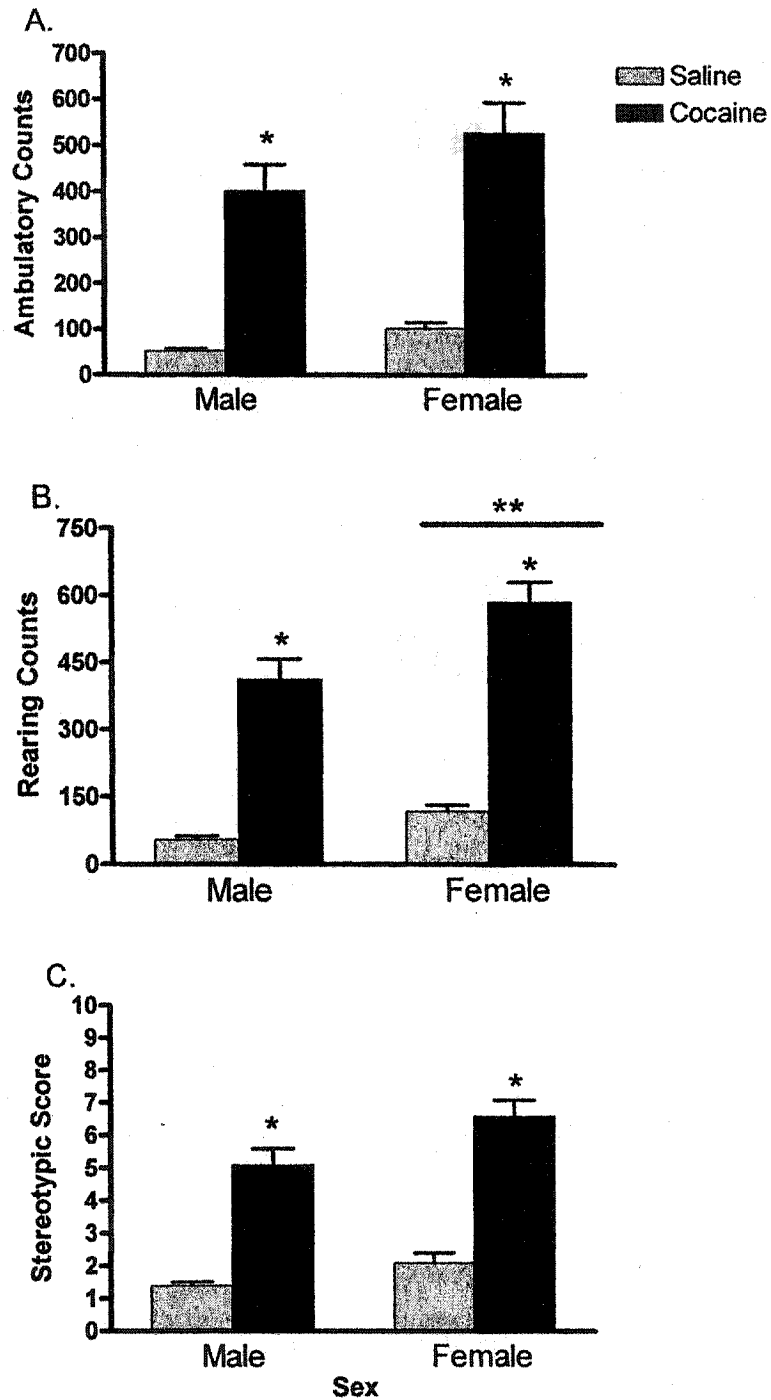 A.
Ambulatory Counts
700
600
500
400
300
200
100
0
*
*
Male
Female
Saline
Cocaine
B.
Rearing Counts
750
600
450
300
150
0
*
**
*
Male
Female
C.
Stereotypic Score
10
9
8
7
6
5
4
3
2
1
0
*
*
Male
Female
Sex